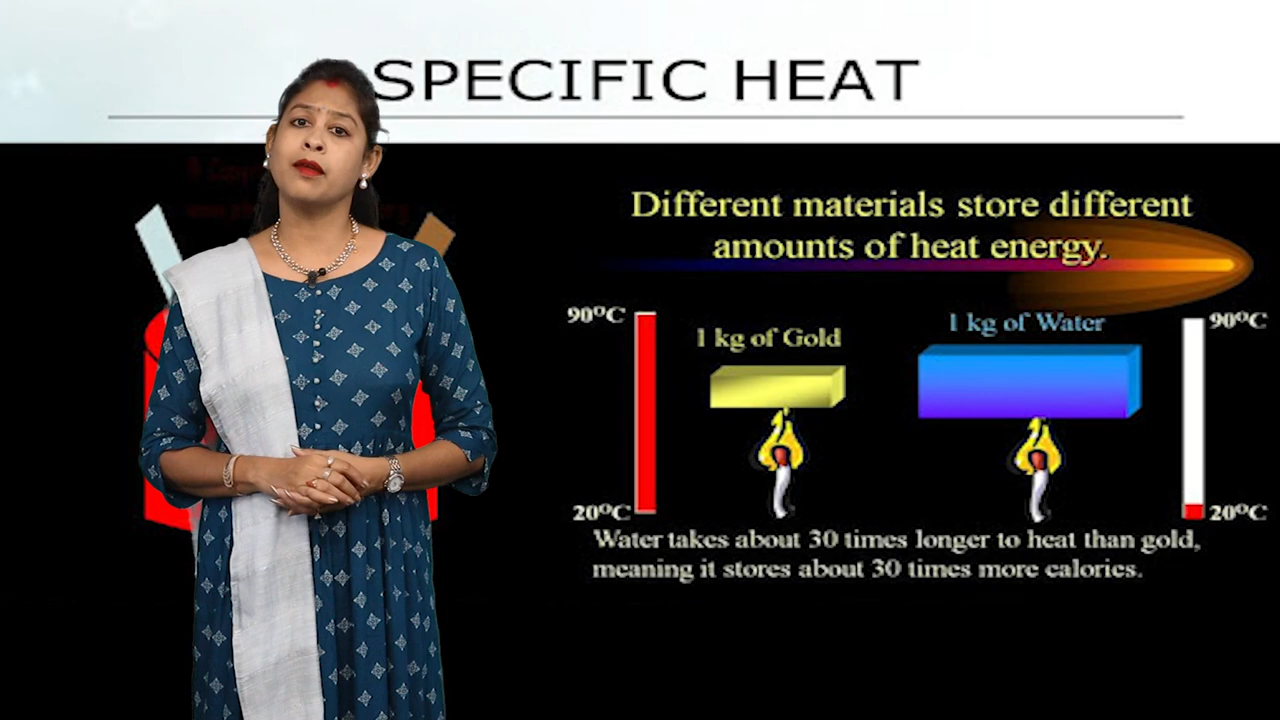 SPECIFIC HEAT
Different materials store different
amounts of heat energy.
90°C
1 kg of Gold
1 kg of Water
90°C
20°C
20°C
Water takes about 30 times longer to heat than gold,
meaning it stores about 30 times more calories.